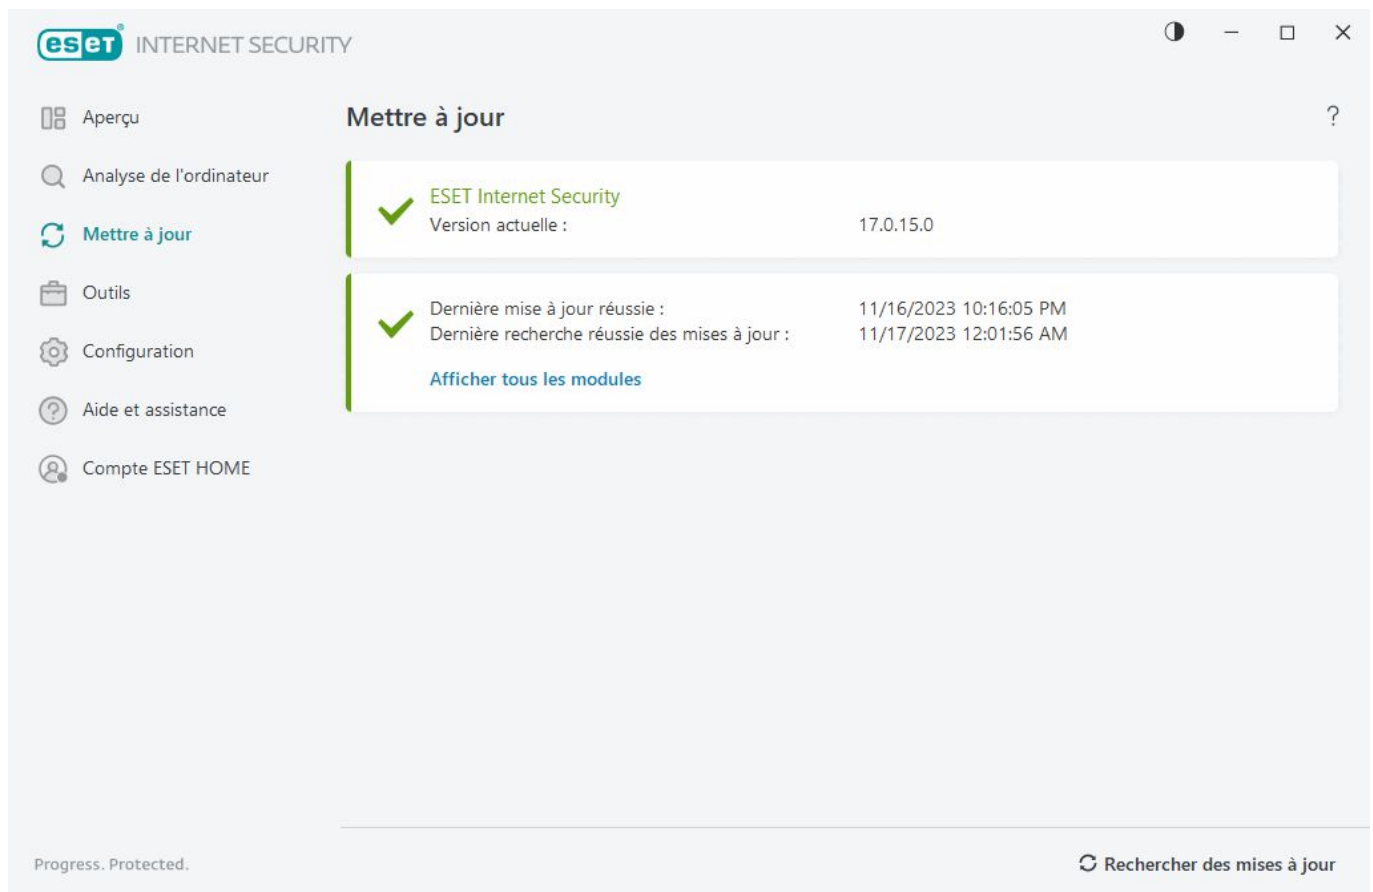 eset® INTERNET SECURITY
Aperçu
Analyse de l'ordinateur
Mettre à jour
Outils
Configuration
Aide et assistance
Compte ESET HOME
Mettre à jour
?
ESET Internet Security
Version actuelle : 17.0.15.0
Dernière mise à jour réussie : 11/16/2023 10:16:05 PM
Dernière recherche réussie des mises à jour : 11/17/2023 12:01:56 AM
Afficher tous les modules
Progress. Protected.
Rechercher des mises à jour